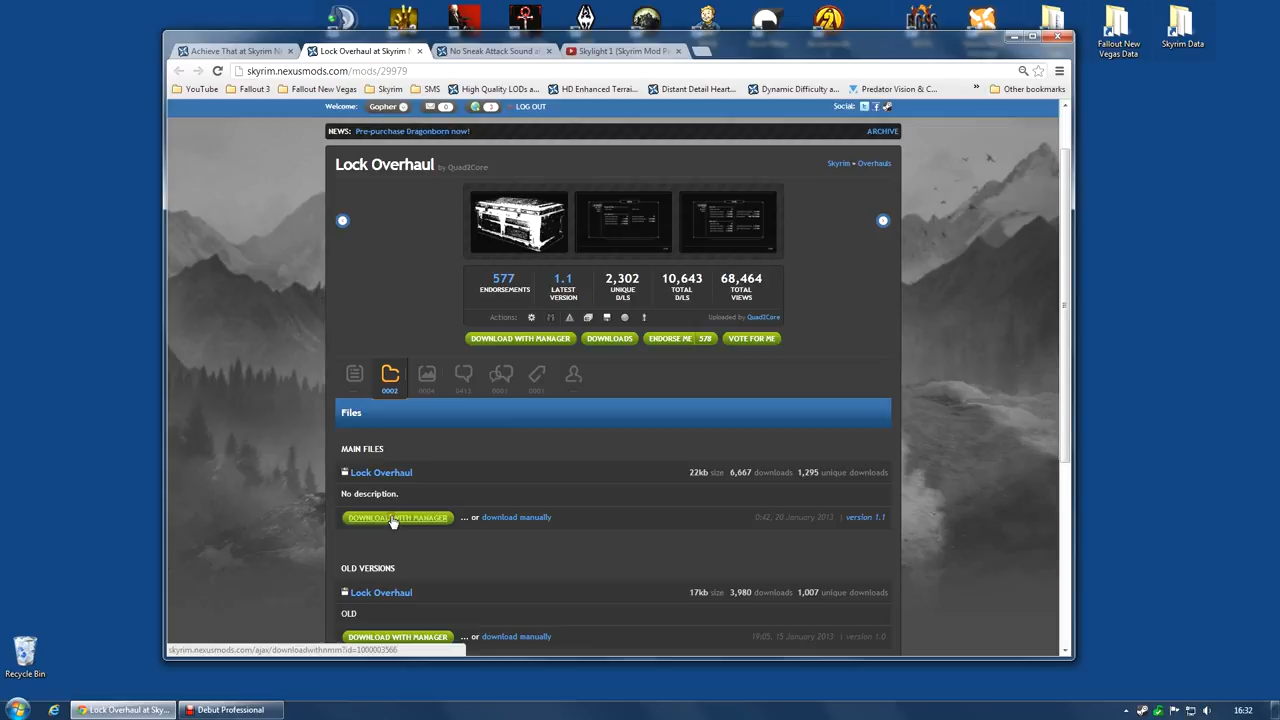 Fallout New
Vegas Data
Skyrim Data
Achieve That at Skyrim N
Lock Overhaul at Skyrim
No Sneak Attack Sound at
Skylight 1 (Skyrim Mod P
skyrim.nexusmods.com/mods/29979
YouTube
Fallout 3
Fallout New Vegas
Skyrim
SMS
High Quality LODs a...
HD Enhanced Terrai...
Distant Detail Heart...
Dynamic Difficulty a...
Predator Vision & C...
»
Other bookmarks
Welcome: Gopher 0 3 LOG OUT
Social:
NEWS: Pre-purchase Dragonborn now!
ARCHIVE
Lock Overhaul by Quad2Core
Skyrim » Overhauls
577 1.1 2,302 10,643 68,464
ENDORSEMENTS LATEST VERSION UNIQUE D/LS TOTAL D/LS TOTAL VIEWS
Actions:
Uploaded by Quad2Core
DOWNLOAD WITH MANAGER DOWNLOADS ENDORSE ME 578 VOTE FOR ME
0002 0004 0413 0001 0001
Files
MAIN FILES
Lock Overhaul
22kb size 6,667 downloads 1,295 unique downloads
No description.
DOWNLOAD WITH MANAGER ... or download manually
0:42, 20 January 2013 | version 1.1
OLD VERSIONS
Lock Overhaul
17kb size 3,980 downloads 1,007 unique downloads
OLD
DOWNLOAD WITH MANAGER ... or download manually
19:05, 15 January 2013 | version 1.0
skyrim.nexusmods.com/ajax/downloadwithnmm?id=1000003566
Recycle Bin
Lock Overhaul at Sky...
Debut Professional
16:32